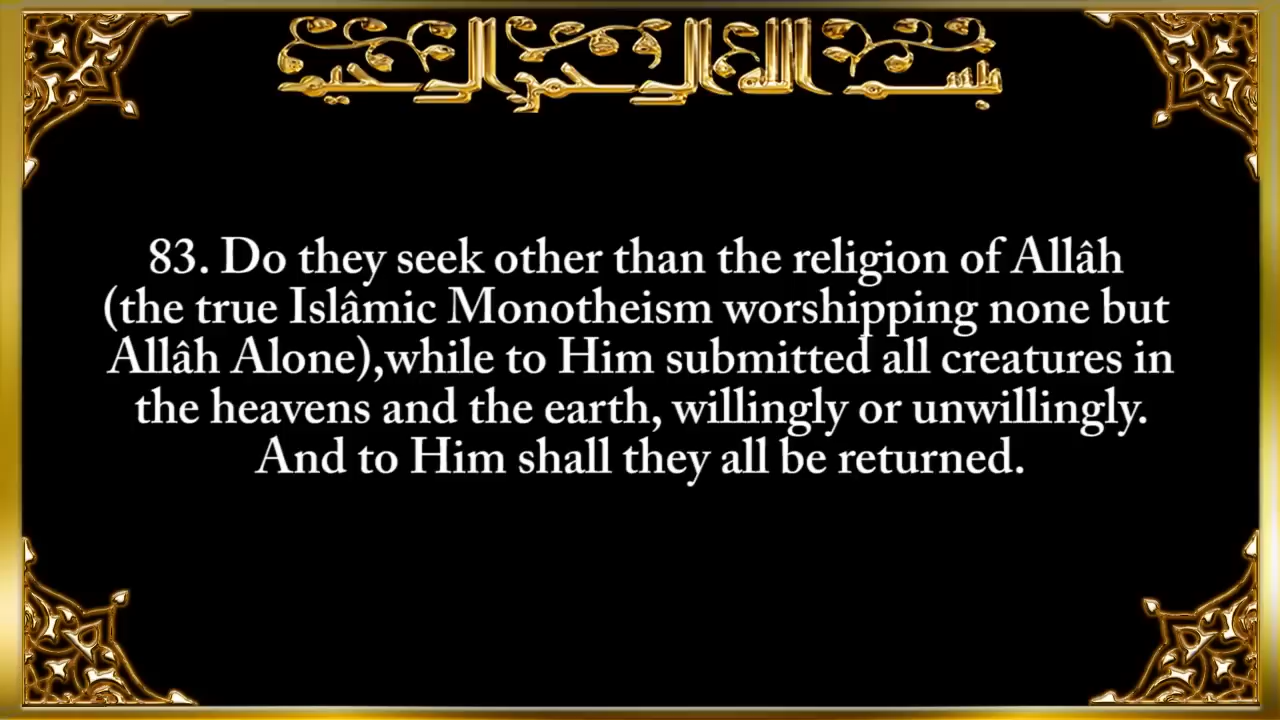 بسم الله الرحمن الرحيم
83. Do they seek other than the religion of Allâh
(the true Islâmic Monotheism worshipping none but
Allâh Alone),while to Him submitted all creatures in
the heavens and the earth, willingly or unwillingly.
And to Him shall they all be returned.